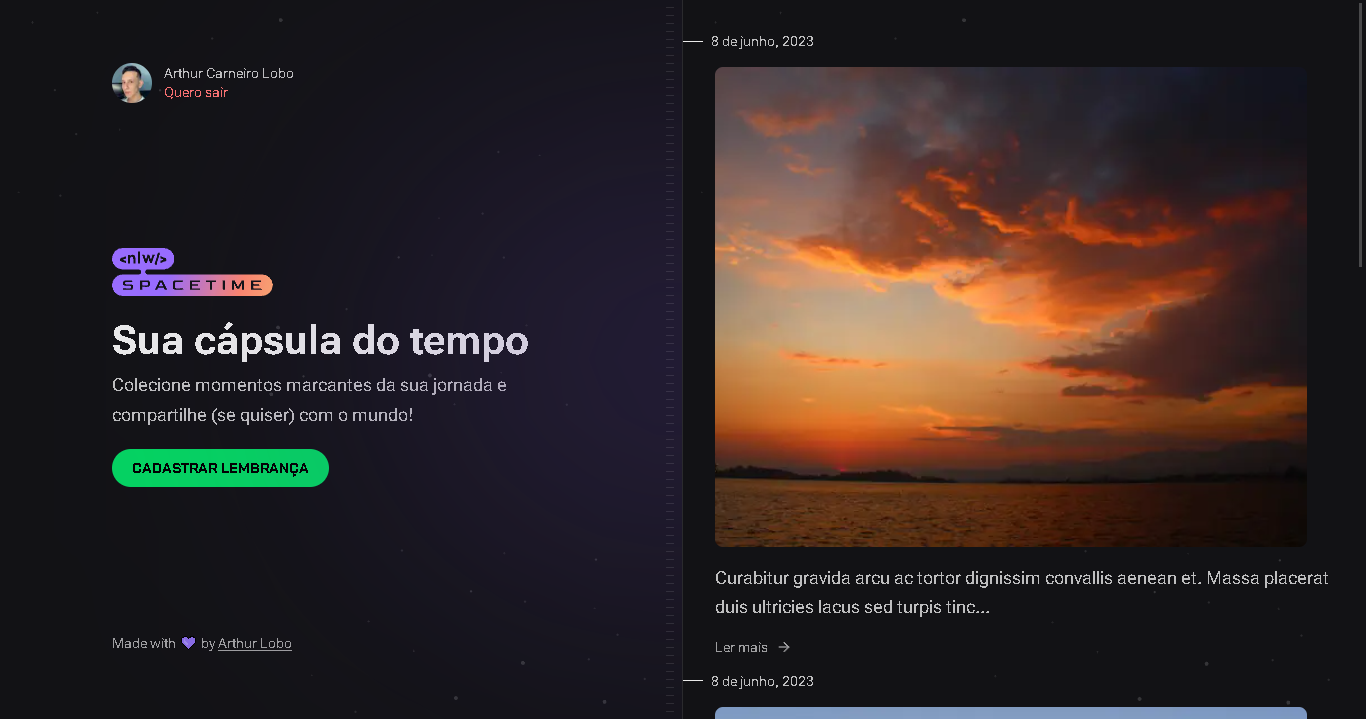 Arthur Carneiro Lobo
Quero sair
<nlw/>
SPACETIME
Sua cápsula do tempo
Colecione momentos marcantes da sua jornada e
compartilhe (se quiser) com o mundo!
CADASTRAR LEMBRANÇA
Made with 💜 by Arthur Lobo
8 de junho, 2023
Curabitur gravida arcu ac tortor dignissim convallis aenean et. Massa placerat
duis ultricies lacus sed turpis tinc...
Ler mais →
8 de junho, 2023